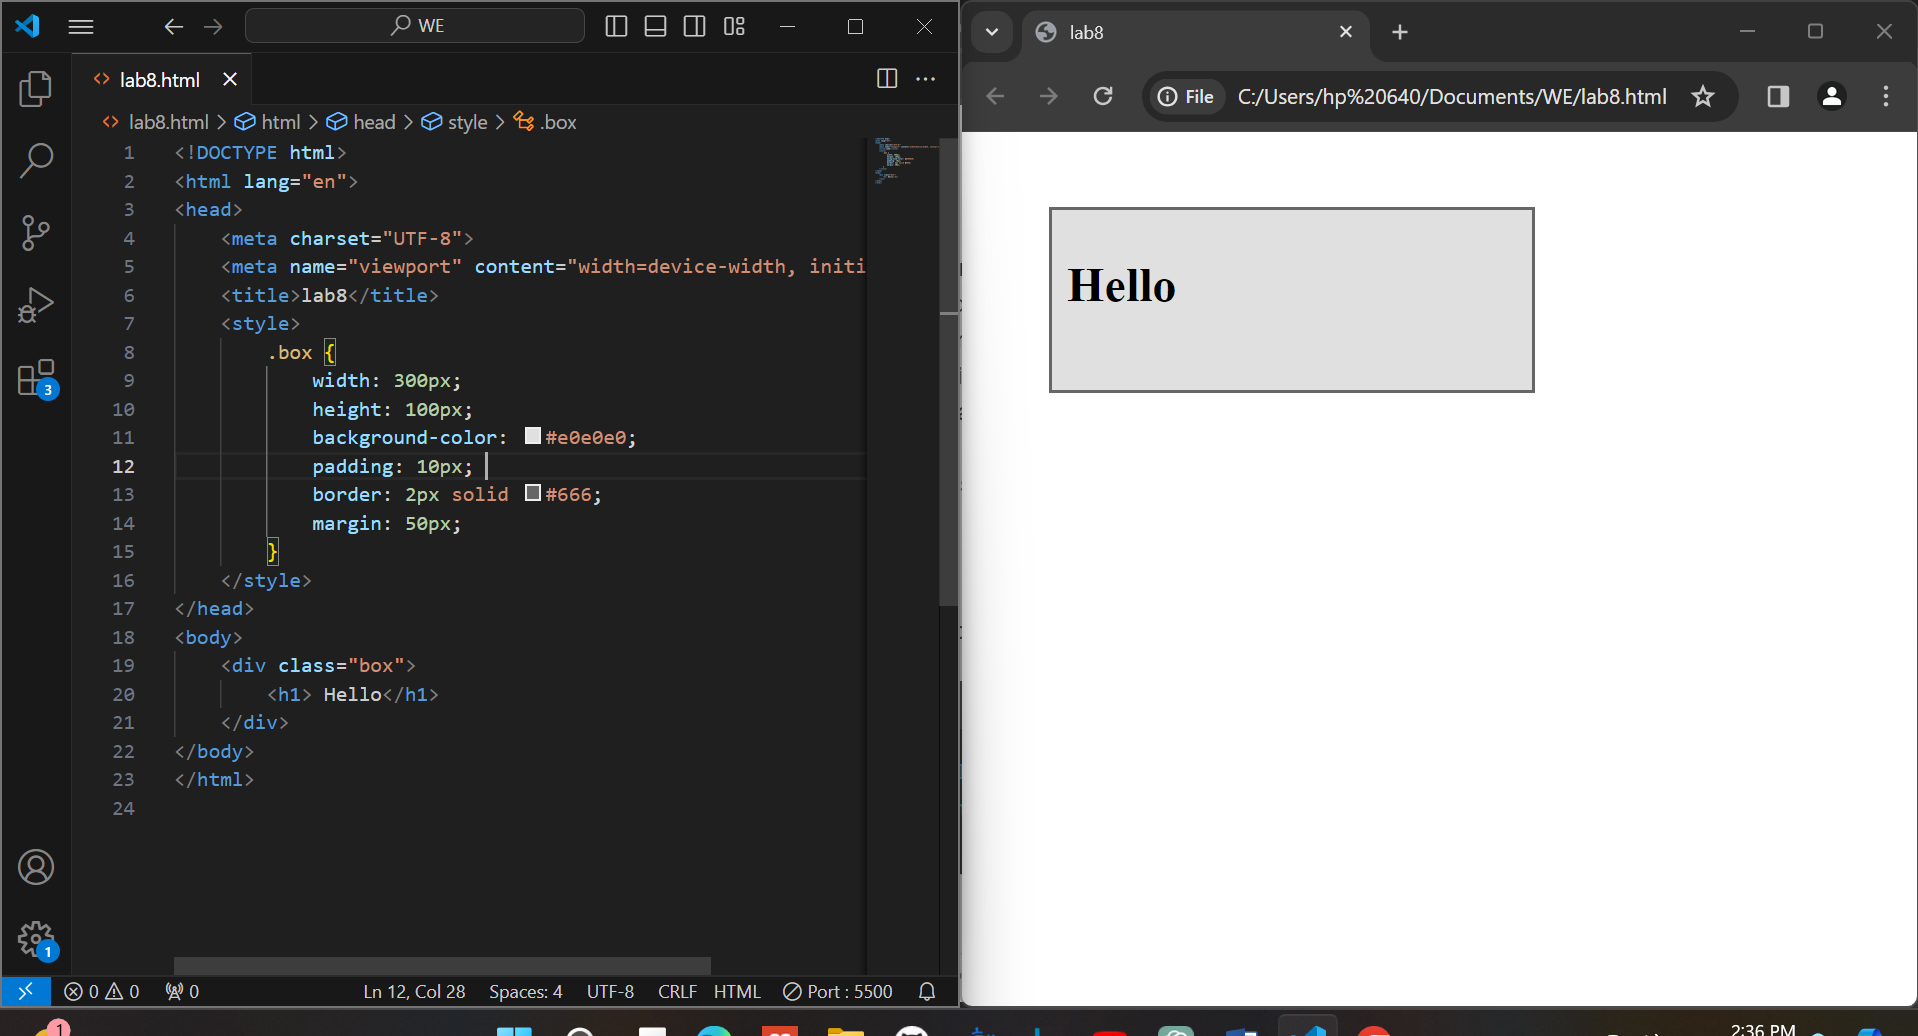 WE
lab8.html
lab8.html > html > head > style > .box
1 <!DOCTYPE html>
2 <html lang="en">
3 <head>
4 <meta charset="UTF-8">
5 <meta name="viewport" content="width=device-width, initi
6 <title>lab8</title>
7 <style>
8 .box {
9 width: 300px;
10 height: 100px;
11 background-color: #e0e0e0;
12 padding: 10px;
13 border: 2px solid #666;
14 margin: 50px;
15 }
16 </style>
17 </head>
18 <body>
19 <div class="box">
20 <h1> Hello</h1>
21 </div>
22 </body>
23 </html>
24
3
1
0 0 0 Ln 12, Col 28 Spaces: 4 UTF-8 CRLF HTML Port : 5500
lab8
File C:/Users/hp%20640/Documents/WE/lab8.html
Hello
1
2:36 PM